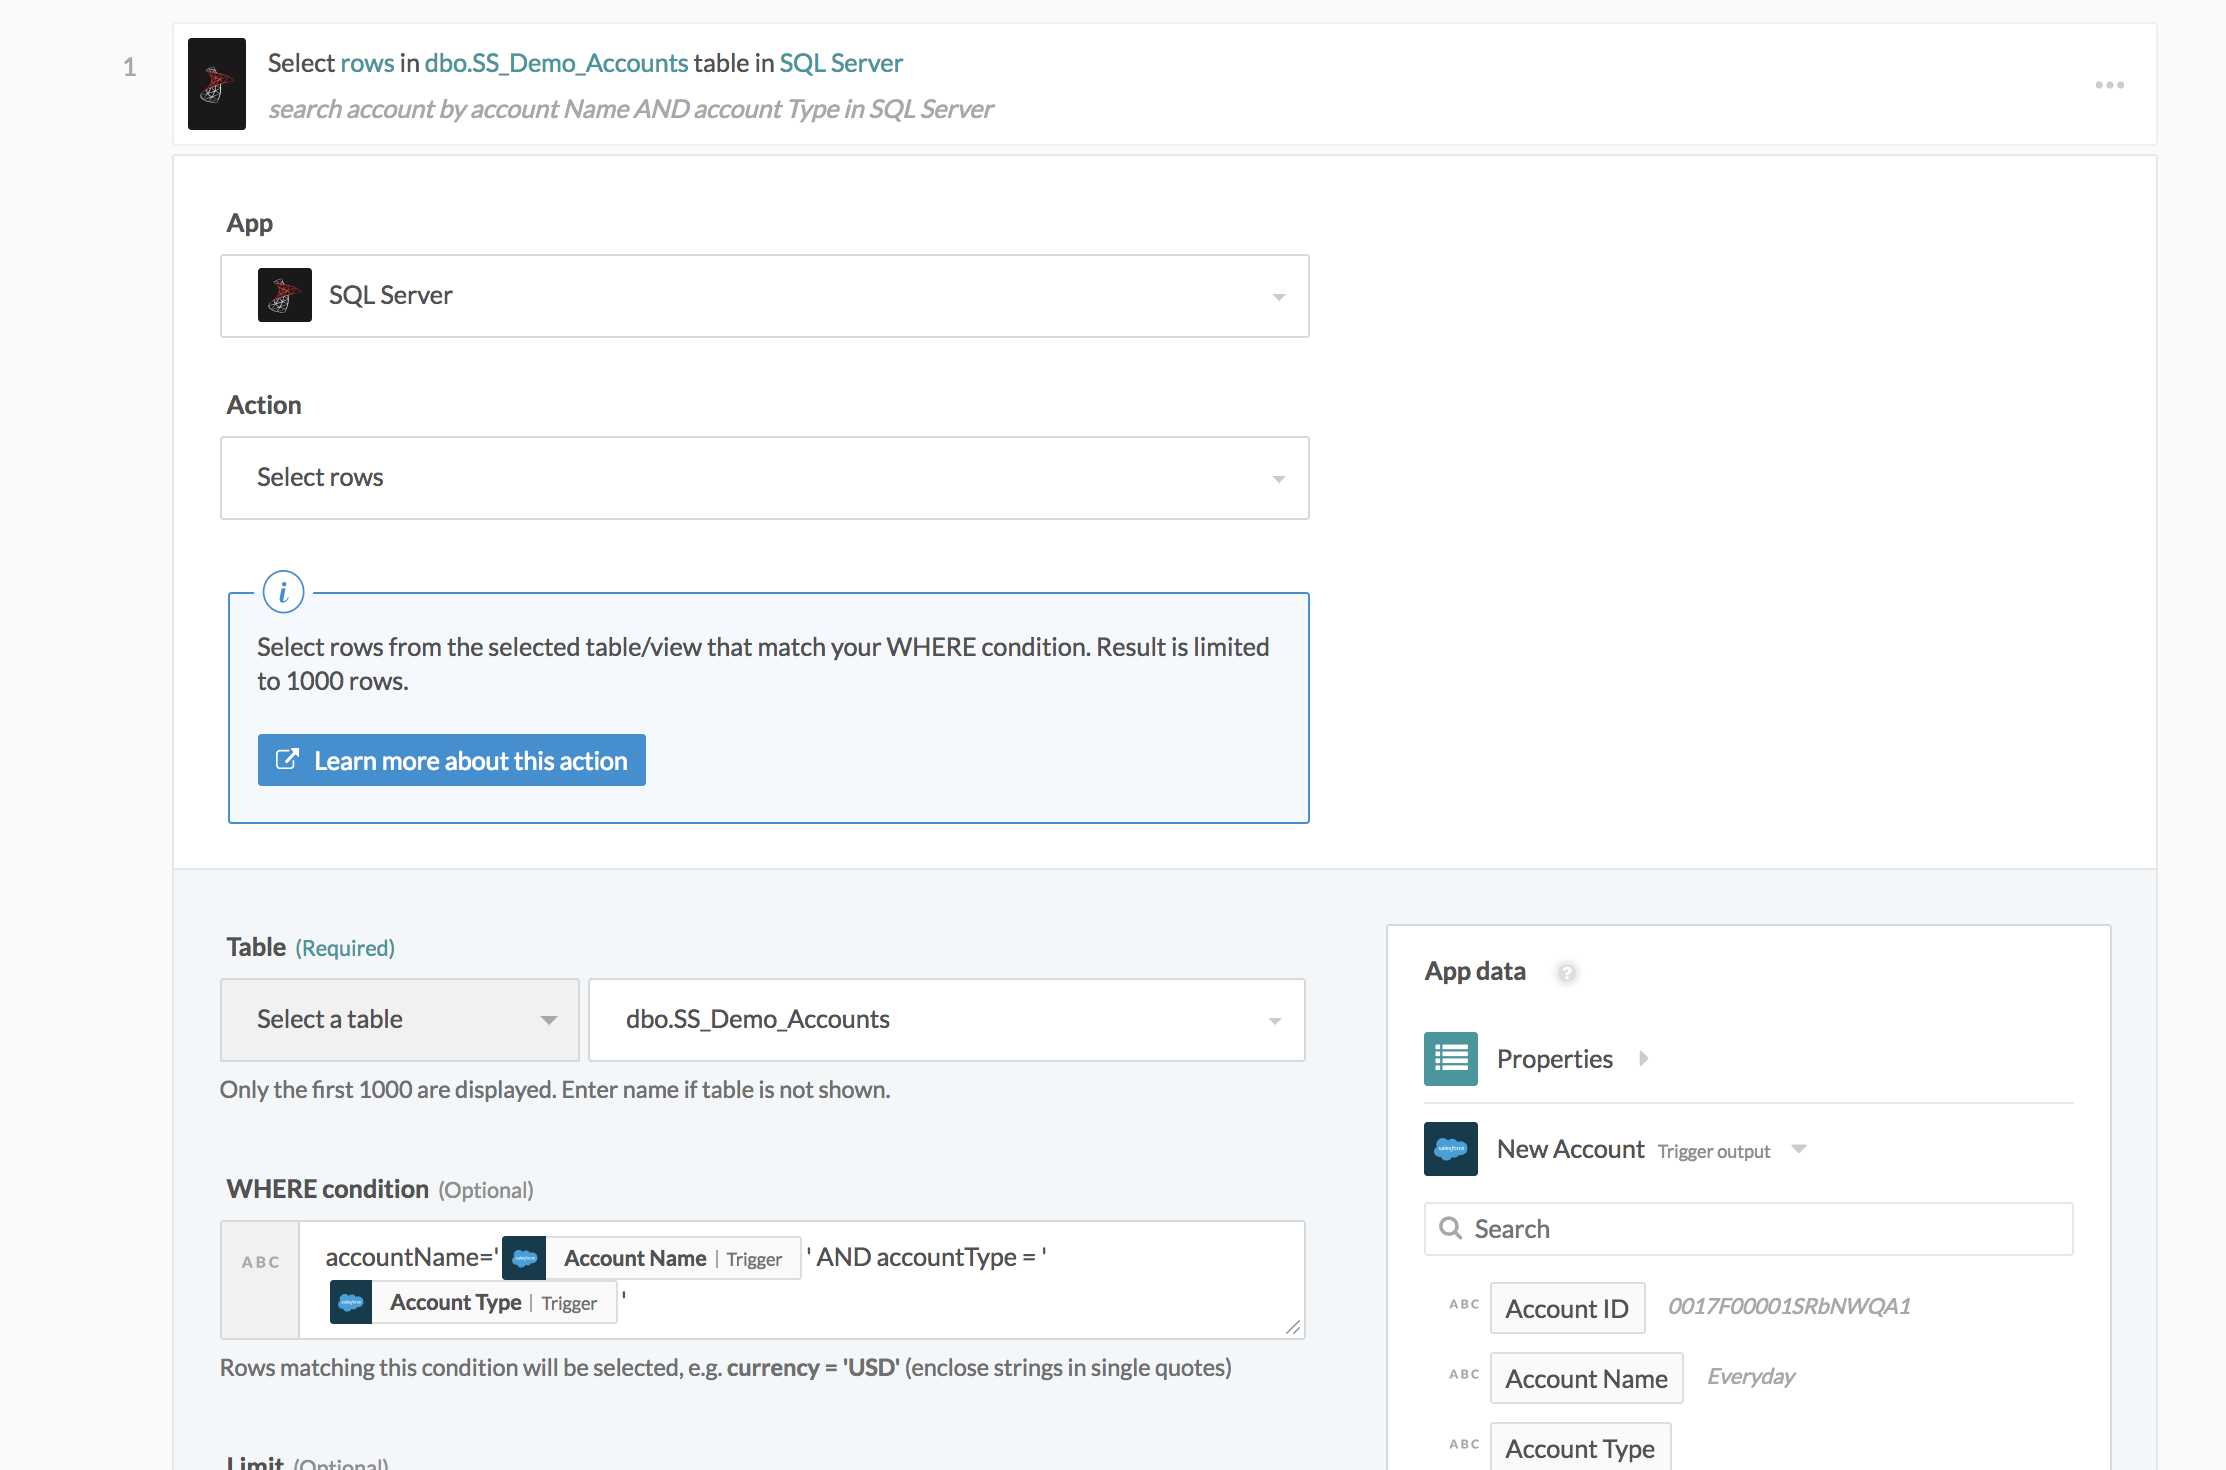 1
Select rows in dbo.SS_Demo_Accounts table in SQL Server
search account by account Name AND account Type in SQL Server
App
SQL Server
Action
Select rows
i
Select rows from the selected table/view that match your WHERE condition. Result is limited
to 1000 rows.
Learn more about this action
Table (Required)
Select a table
dbo.SS_Demo_Accounts
Only the first 1000 are displayed. Enter name if table is not shown.
WHERE condition (Optional)
ABC
accountName=' salesforce Account Name | Trigger ' AND accountType = '
salesforce Account Type | Trigger '
Rows matching this condition will be selected, e.g. currency = 'USD' (enclose strings in single quotes)
Limit (Optional)
App data ?
Properties
salesforce New Account Trigger output
Search
ABC Account ID 0017F00001SRbNWQA1
ABC Account Name Everyday
ABC Account Type